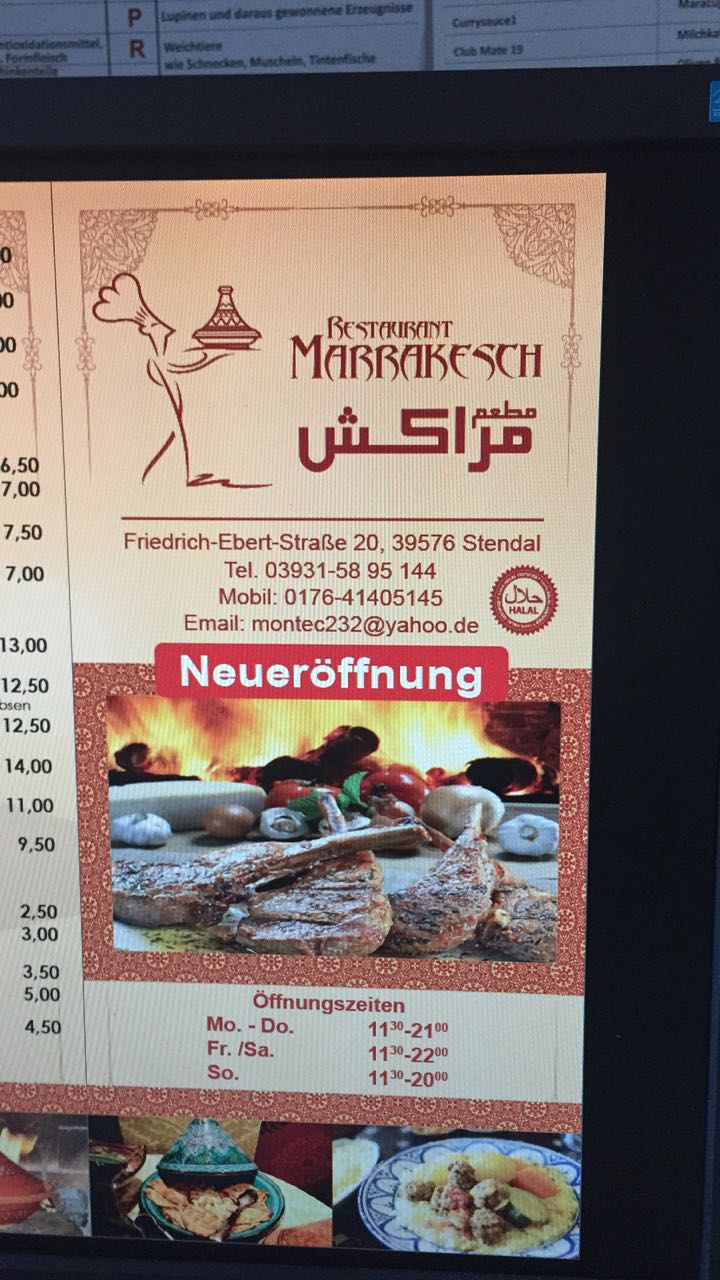 P
Lupinen und daraus gewonnene Erzeugnisse
R
Weichtiere
wie Schnecken, Muscheln, Tintenfische
Formfleisch
Currysauce1
Club Mate 19
6,50
7,00
7,50
7,00
13,00
12,50
12,50
14,00
11,00
9,50
2,50
3,00
3,50
5,00
4,50
RESTAURANT
MARRAKESCH
مطعم
مراكش
Friedrich-Ebert-Straße 20, 39576 Stendal
Tel. 03931-58 95 144
Mobil: 0176-41405145
Email: montec232@yahoo.de
حلال
HALAL
Neueröffnung
Öffnungszeiten
Mo. - Do. 11³⁰-21⁰⁰
Fr. /Sa. 11³⁰-22⁰⁰
So. 11³⁰-20⁰⁰